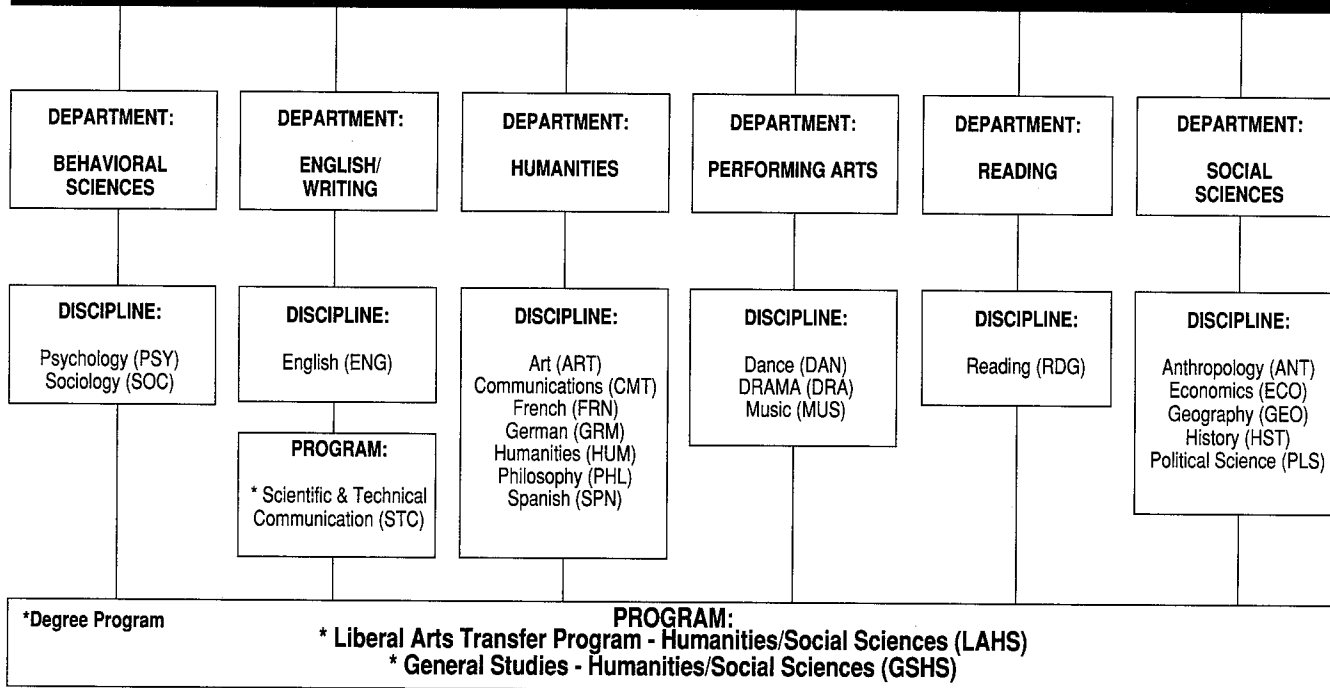 DEPARTMENT:
BEHAVIORAL
SCIENCES
DEPARTMENT:
ENGLISH/
WRITING
DEPARTMENT:
HUMANITIES
DEPARTMENT:
PERFORMING ARTS
DEPARTMENT:
READING
DEPARTMENT:
SOCIAL
SCIENCES
DISCIPLINE:
Psychology (PSY)
Sociology (SOC)
DISCIPLINE:
English (ENG)
PROGRAM:
* Scientific & Technical
Communication (STC)
DISCIPLINE:
Art (ART)
Communications (CMT)
French (FRN)
German (GRM)
Humanities (HUM)
Philosophy (PHL)
Spanish (SPN)
DISCIPLINE:
Dance (DAN)
DRAMA (DRA)
Music (MUS)
DISCIPLINE:
Reading (RDG)
DISCIPLINE:
Anthropology (ANT)
Economics (ECO)
Geography (GEO)
History (HST)
Political Science (PLS)
*Degree Program
PROGRAM:
* Liberal Arts Transfer Program - Humanities/Social Sciences (LAHS)
* General Studies - Humanities/Social Sciences (GSHS)